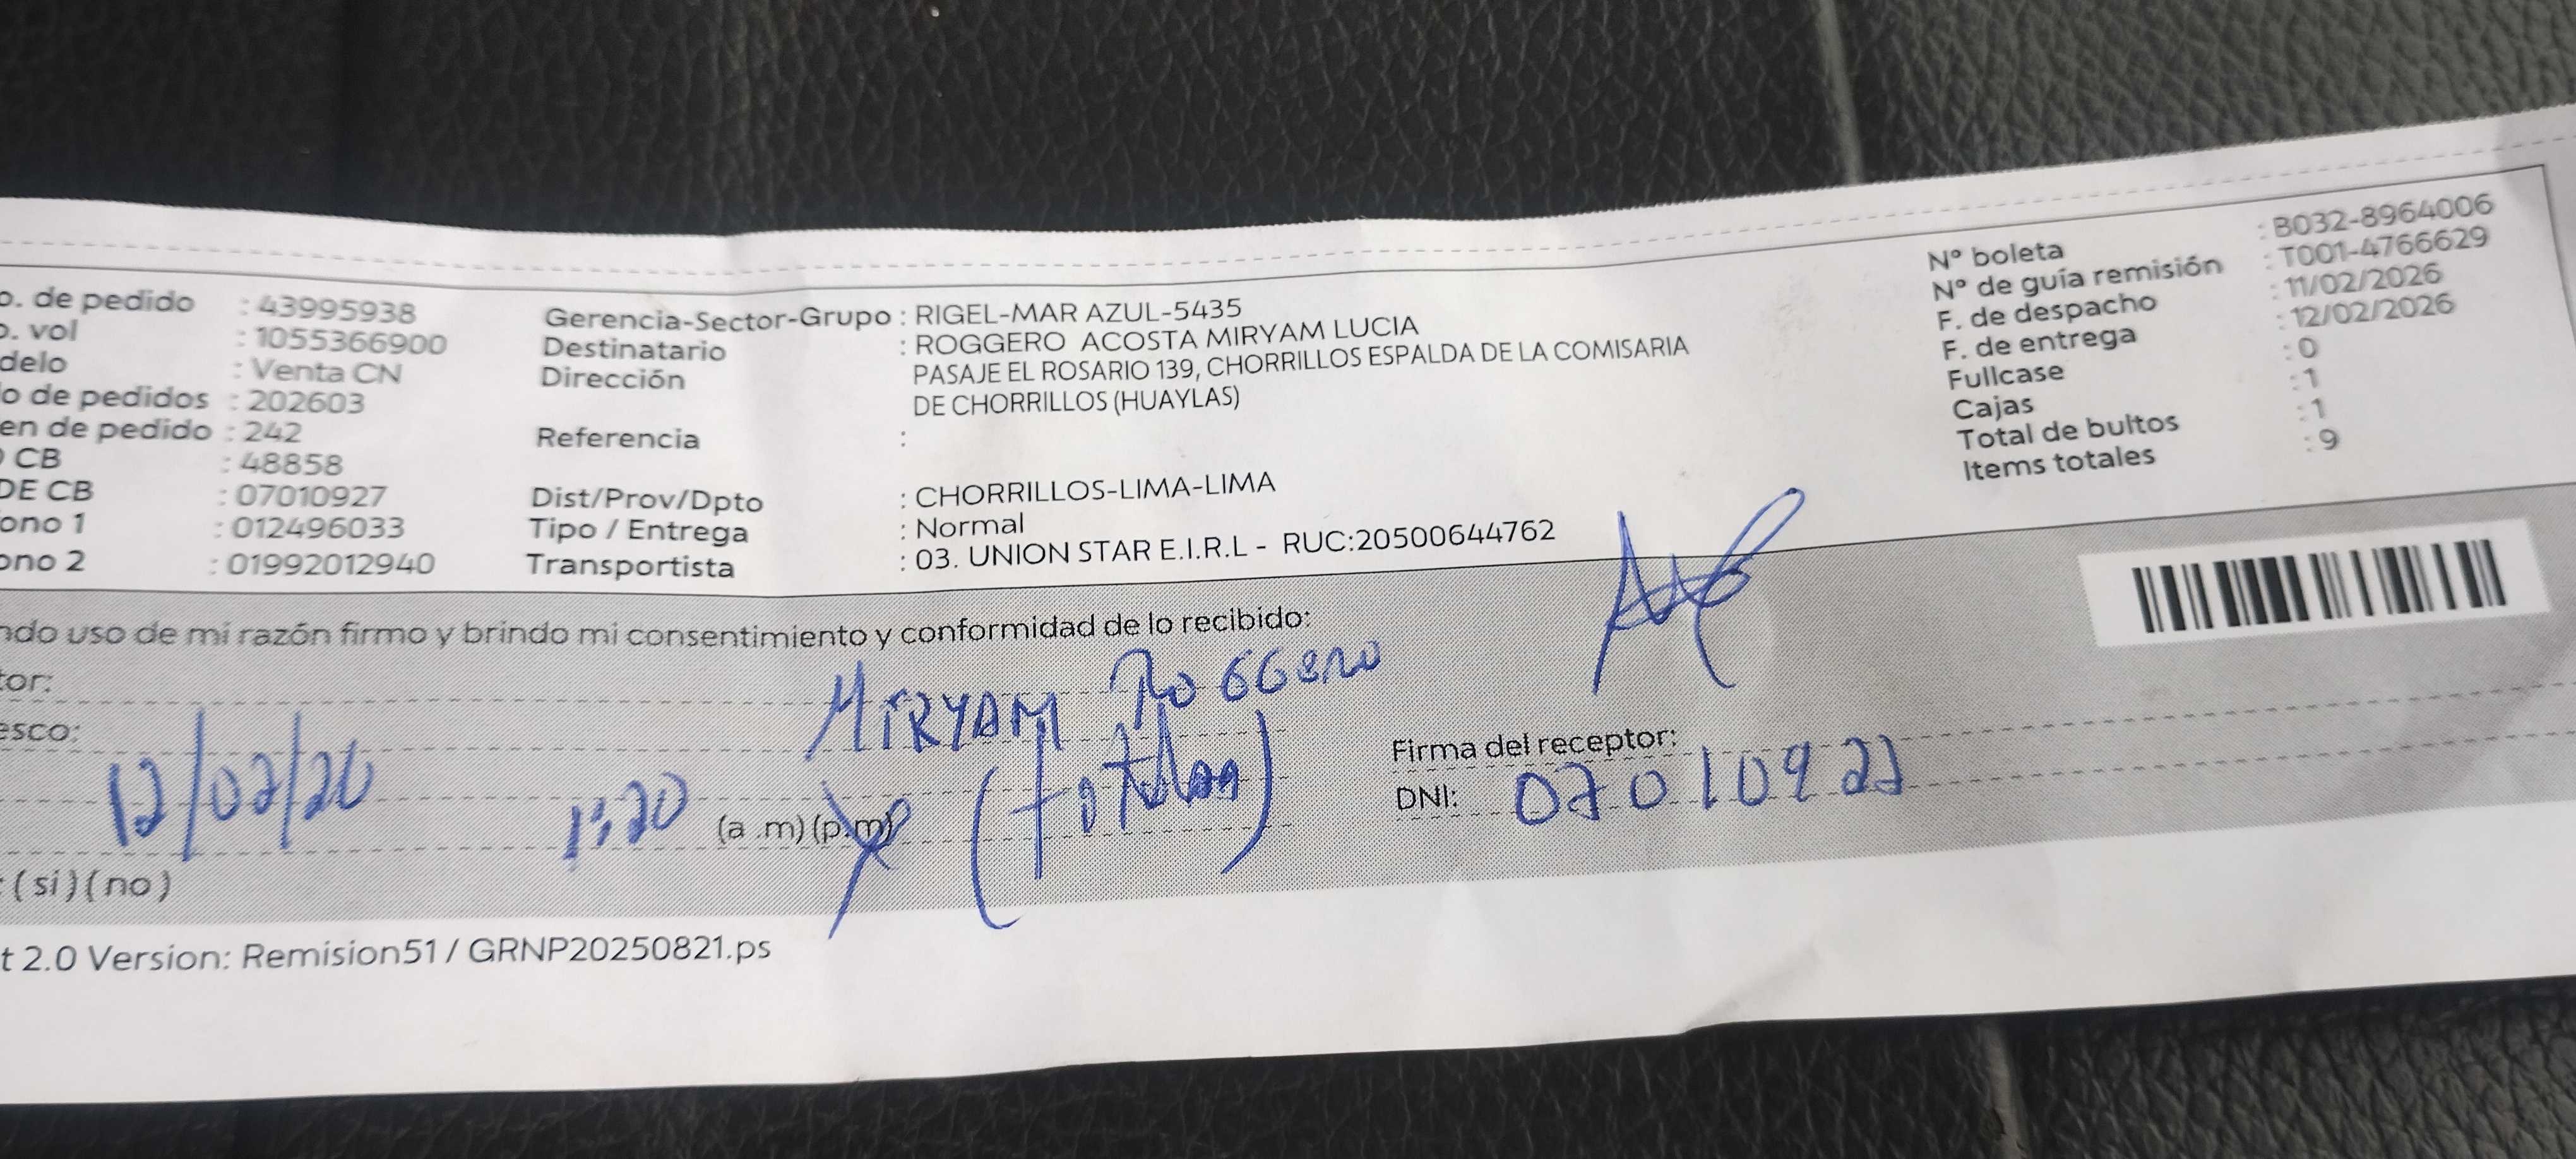 o. de pedido : 43995938
o. vol : 1055366900
delo : Venta CN
o de pedidos : 202603
en de pedido : 242
O CB : 48858
DE CB : 07010927
ono 1 : 012496033
ono 2 : 01992012940
Gerencia-Sector-Grupo : RIGEL-MAR AZUL-5435
Destinatario : ROGGERO ACOSTA MIRYAM LUCIA
Dirección PASAJE EL ROSARIO 139, CHORRILLOS ESPALDA DE LA COMISARIA
DE CHORRILLOS (HUAYLAS)
Referencia :
Dist/Prov/Dpto : CHORRILLOS-LIMA-LIMA
Tipo / Entrega : Normal
Transportista : 03. UNION STAR E.I.R.L - RUC:20500644762
Nº boleta : B032-8964006
Nº de guía remisión : T001-4766629
F. de despacho : 11/02/2026
F. de entrega : 12/02/2026
Fullcase : 0
Cajas : 1
Total de bultos : 1
Items totales : 9
ndo uso de mi razón firmo y brindo mi consentimiento y conformidad de lo recibido:
tor: MIRYAM ROGGERO
esco: (titular)
12/02/26 1:20 (a .m) (p.m)
Firma del receptor:
DNI: 07010927
: (si) (no)
t 2.0 Version: Remision51 / GRNP20250821.ps